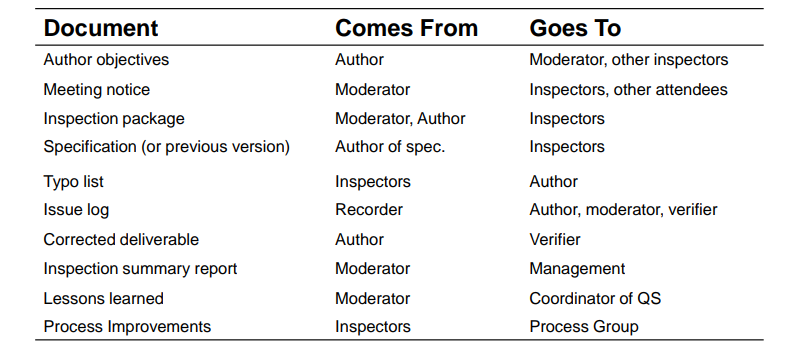 Document Comes From Goes To
Author objectives Author Moderator, other inspectors
Meeting notice Moderator Inspectors, other attendees
Inspection package Moderator, Author Inspectors
Specification (or previous version) Author of spec. Inspectors
Typo list Inspectors Author
Issue log Recorder Author, moderator, verifier
Corrected deliverable Author Verifier
Inspection summary report Moderator Management
Lessons learned Moderator Coordinator of QS
Process Improvements Inspectors Process Group